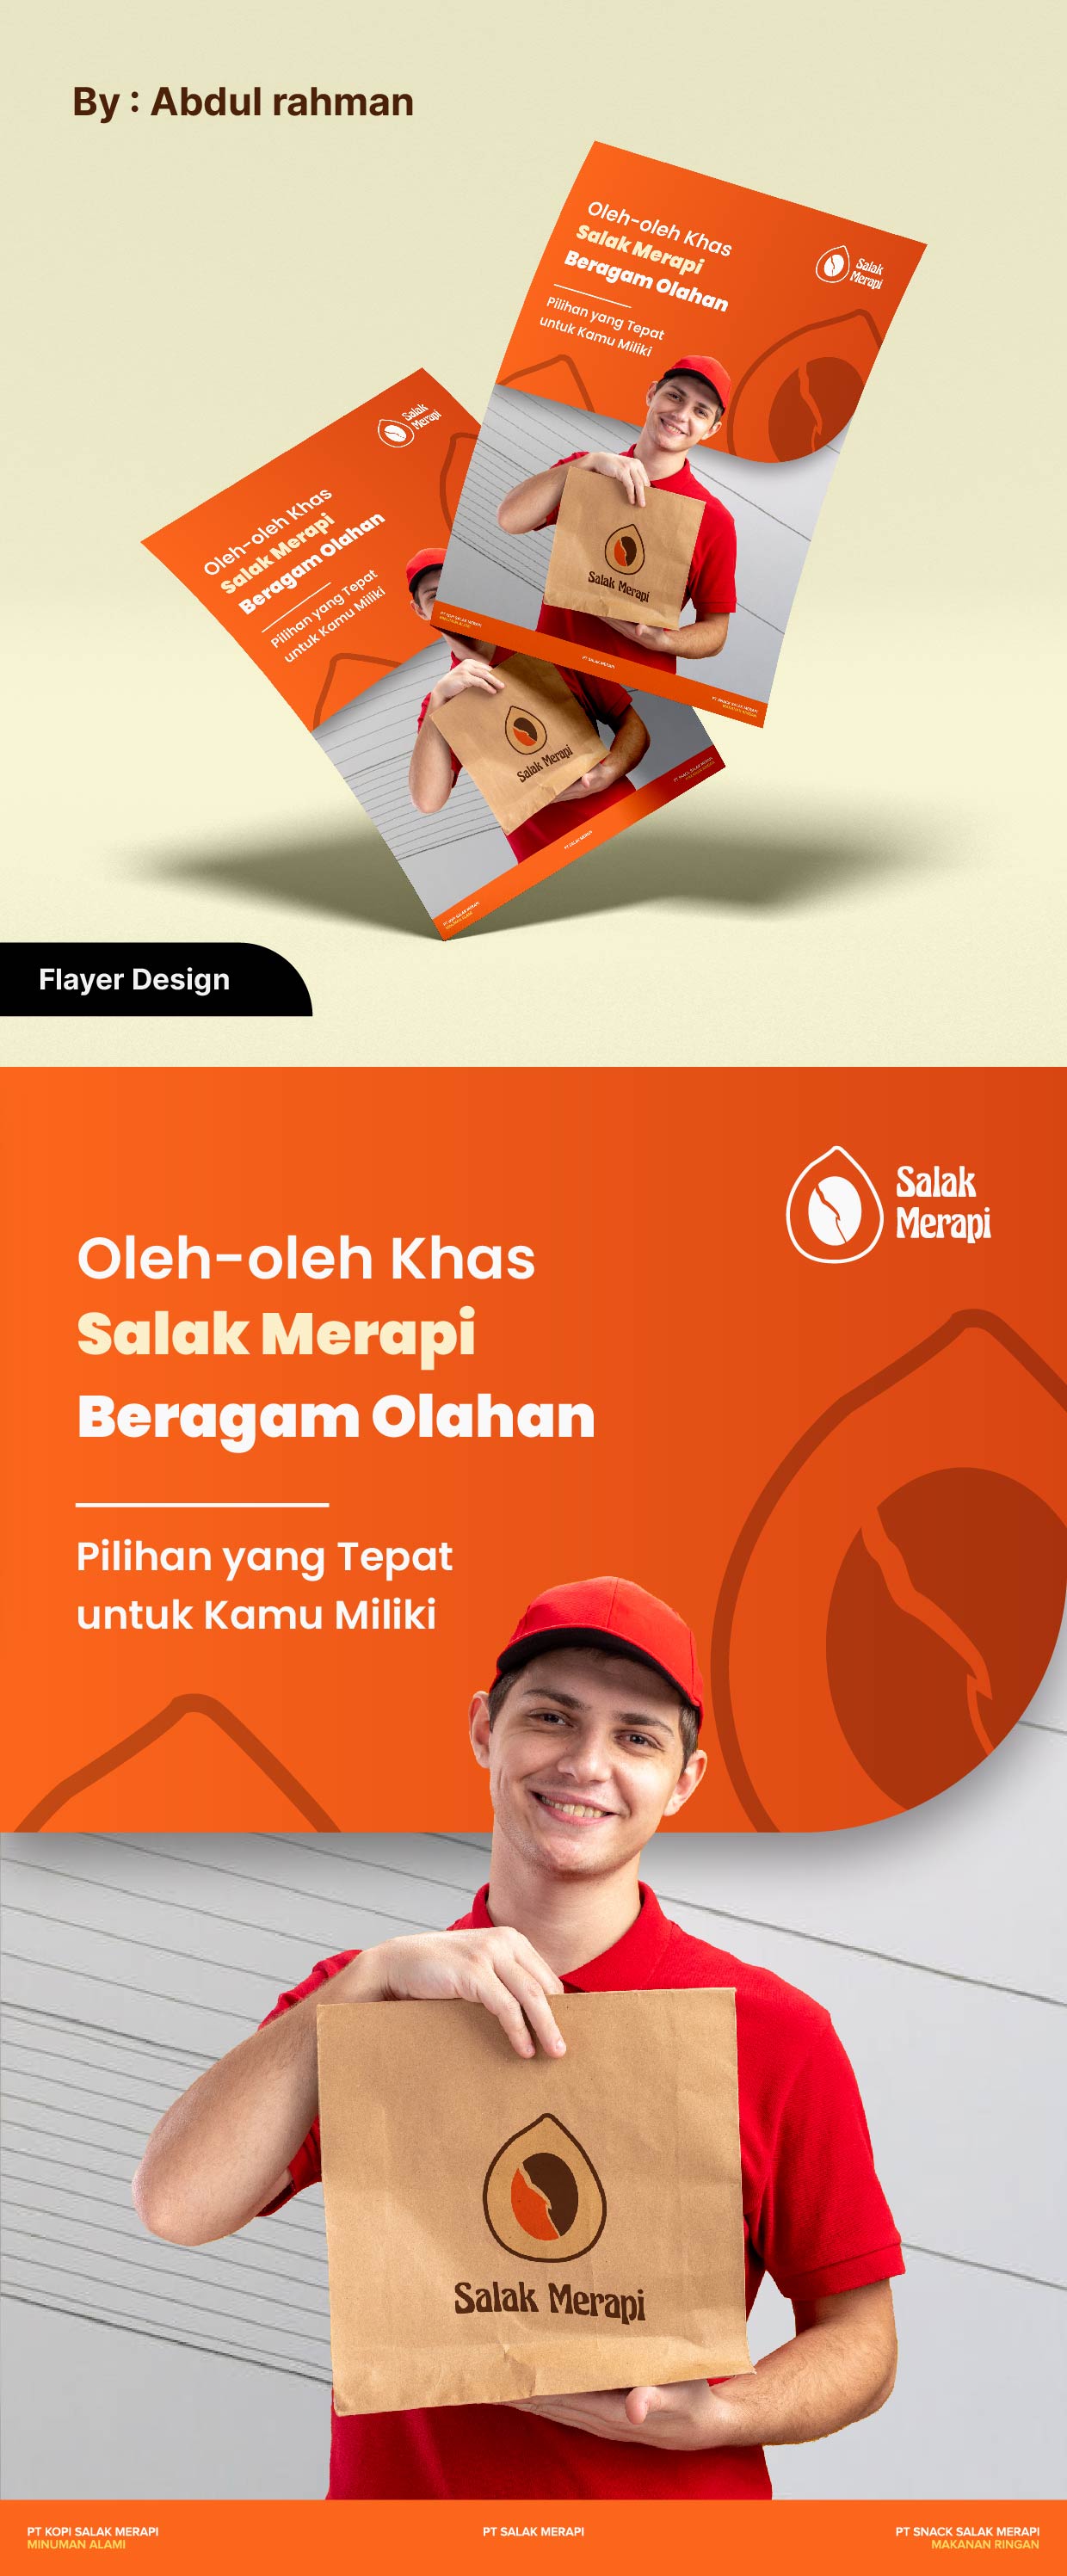 By : Abdul rahman
Oleh-oleh Khas
Salak Merapi
Beragam Olahan
Pilihan yang Tepat
untuk Kamu Miliki
Salak
Merapi
Salak Merapi
PT SALAK MERAPI
Salak
Merapi
Oleh-oleh Khas
Salak Merapi
Beragam Olahan
Pilihan yang Tepat
untuk Kamu Miliki
Salak Merapi
Flayer Design
Salak
Merapi
Oleh-oleh Khas
Salak Merapi
Beragam Olahan
Pilihan yang Tepat
untuk Kamu Miliki
Salak Merapi
PT KOPI SALAK MERAPI
MINUMAN ALAMI
PT SALAK MERAPI
PT SNACK SALAK MERAPI
MAKANAN RINGAN